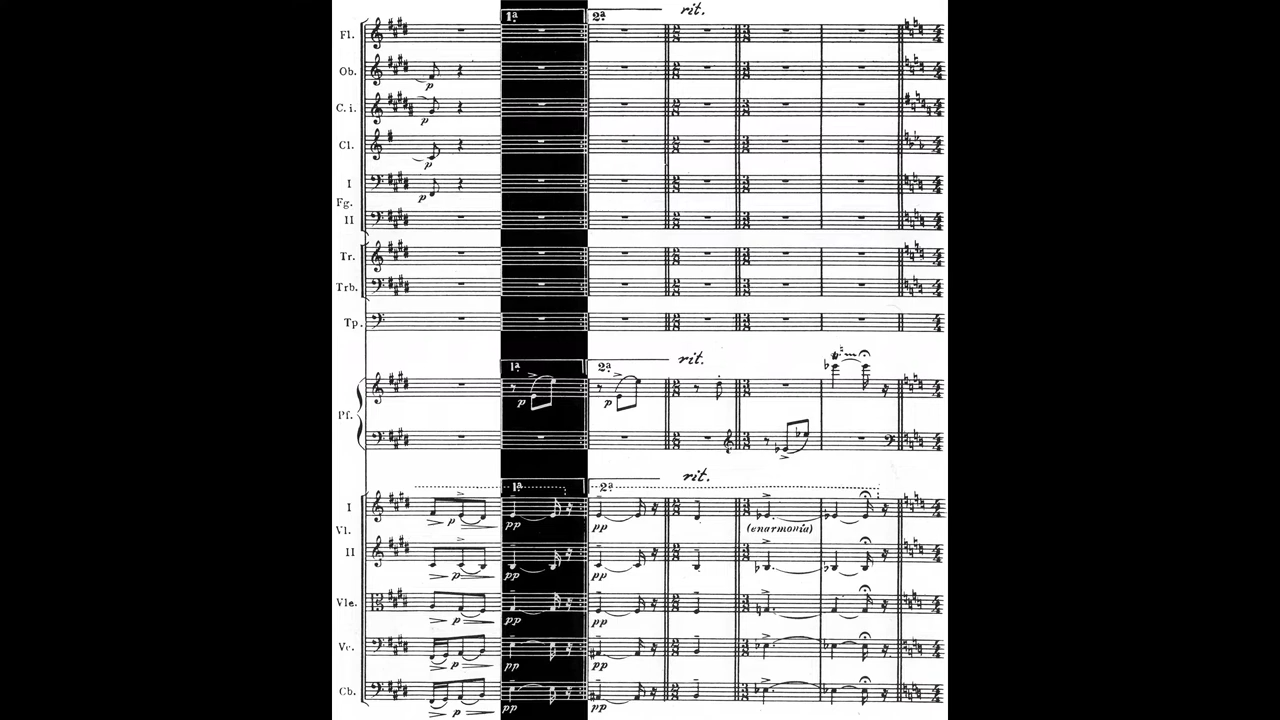 1ª. 2ª. rit.
Fl.
Ob.
p
C. i.
p
Cl.
p
I
p
Fg.
II
Tr.
Trb.
Tp.
1ª. 2ª. rit.
Pf.
p p
1ª. 2ª. rit.
I
p pp pp
Vl.
(enarmonia)
II
p pp pp
Vle.
p pp pp
Vc.
p pp pp
Cb.
p pp pp